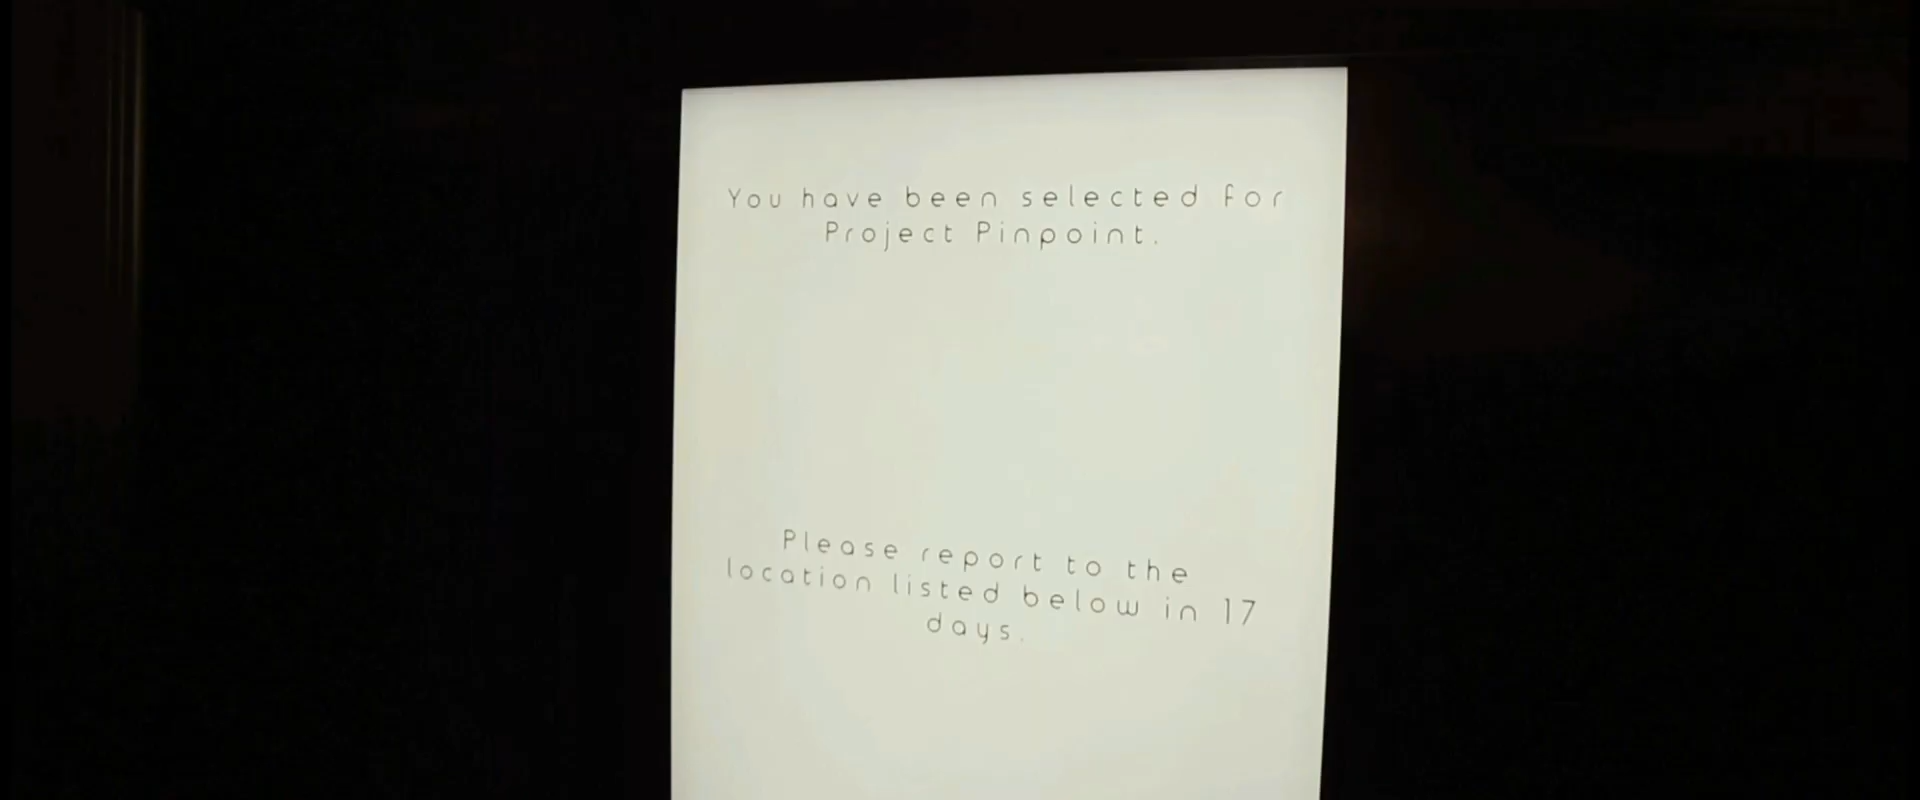 You have been selected for
Project Pinpoint.
Please report to the
location listed below in 17
days.